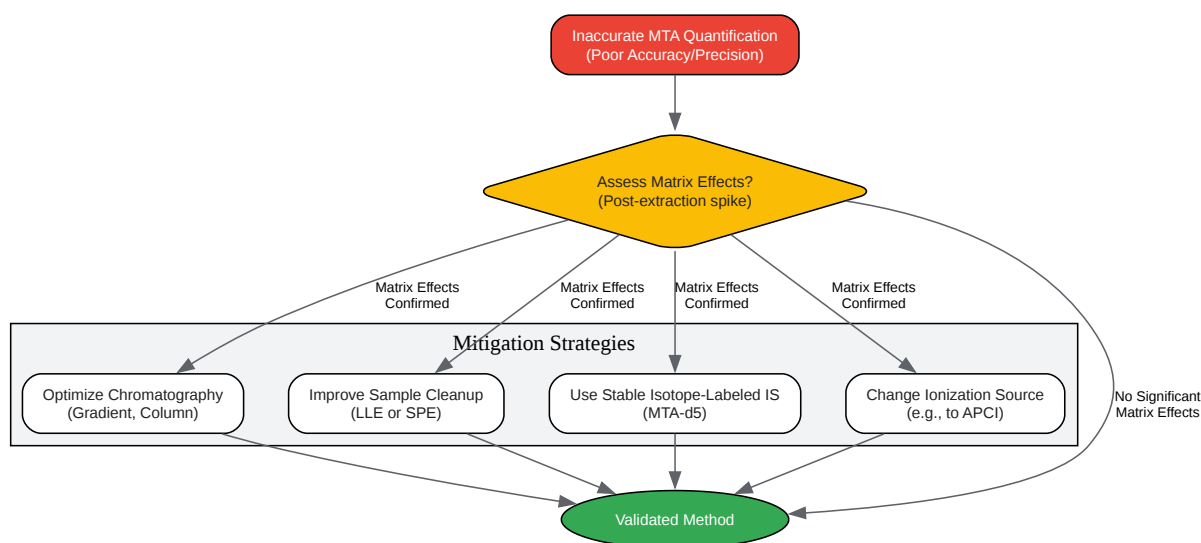 Inaccurate MTA Quantification
(Poor Accuracy/Precision)
Assess Matrix Effects?
(Post-extraction spike)
Matrix Effects
Confirmed
Matrix Effects
Confirmed
Matrix Effects
Confirmed
Matrix Effects
Confirmed
No Significant
Matrix Effects
Mitigation Strategies
Optimize Chromatography
(Gradient, Column)
Improve Sample Cleanup
(LLE or SPE)
Use Stable Isotope-Labeled IS
(MTA-d5)
Change Ionization Source
(e.g., to APCI)
Validated Method